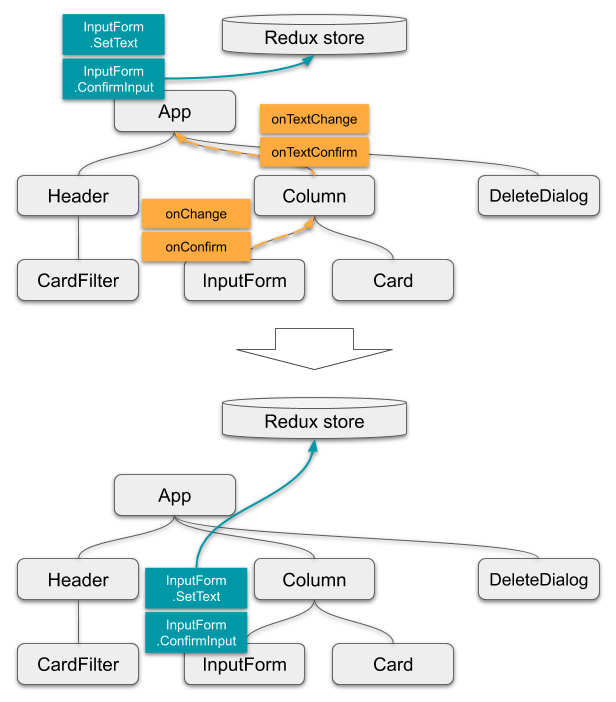 InputForm
.SetText
Redux store
InputForm
.ConfirmInput
App
onTextChange
onTextConfirm
Header
Column
DeleteDialog
onChange
onConfirm
CardFilter
InputForm
Card
Redux store
App
Header
InputForm
.SetText
Column
DeleteDialog
InputForm
.ConfirmInput
CardFilter
InputForm
Card